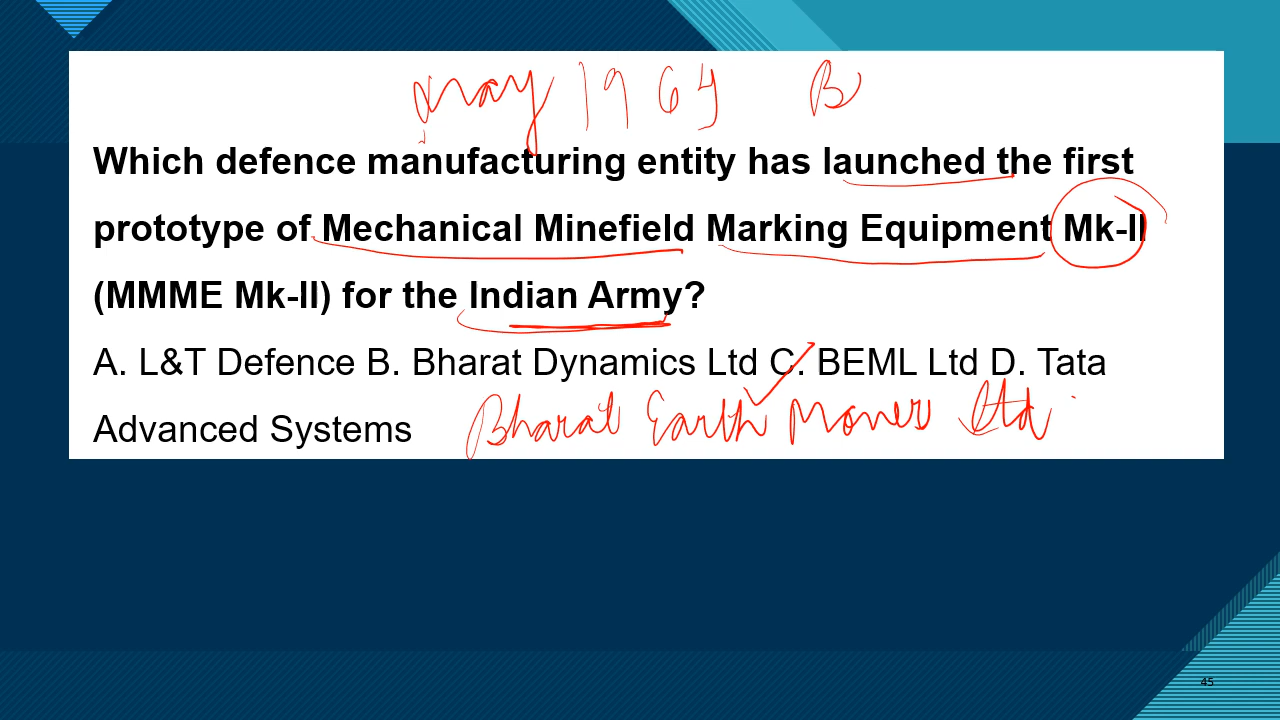 May 1964 B
Which defence manufacturing entity has launched the first
prototype of Mechanical Minefield Marking Equipment Mk-II
(MMME Mk-II) for the Indian Army?
A. L&T Defence B. Bharat Dynamics Ltd C. BEML Ltd D. Tata
Advanced Systems
Bharat Earth Moners Ltd
45